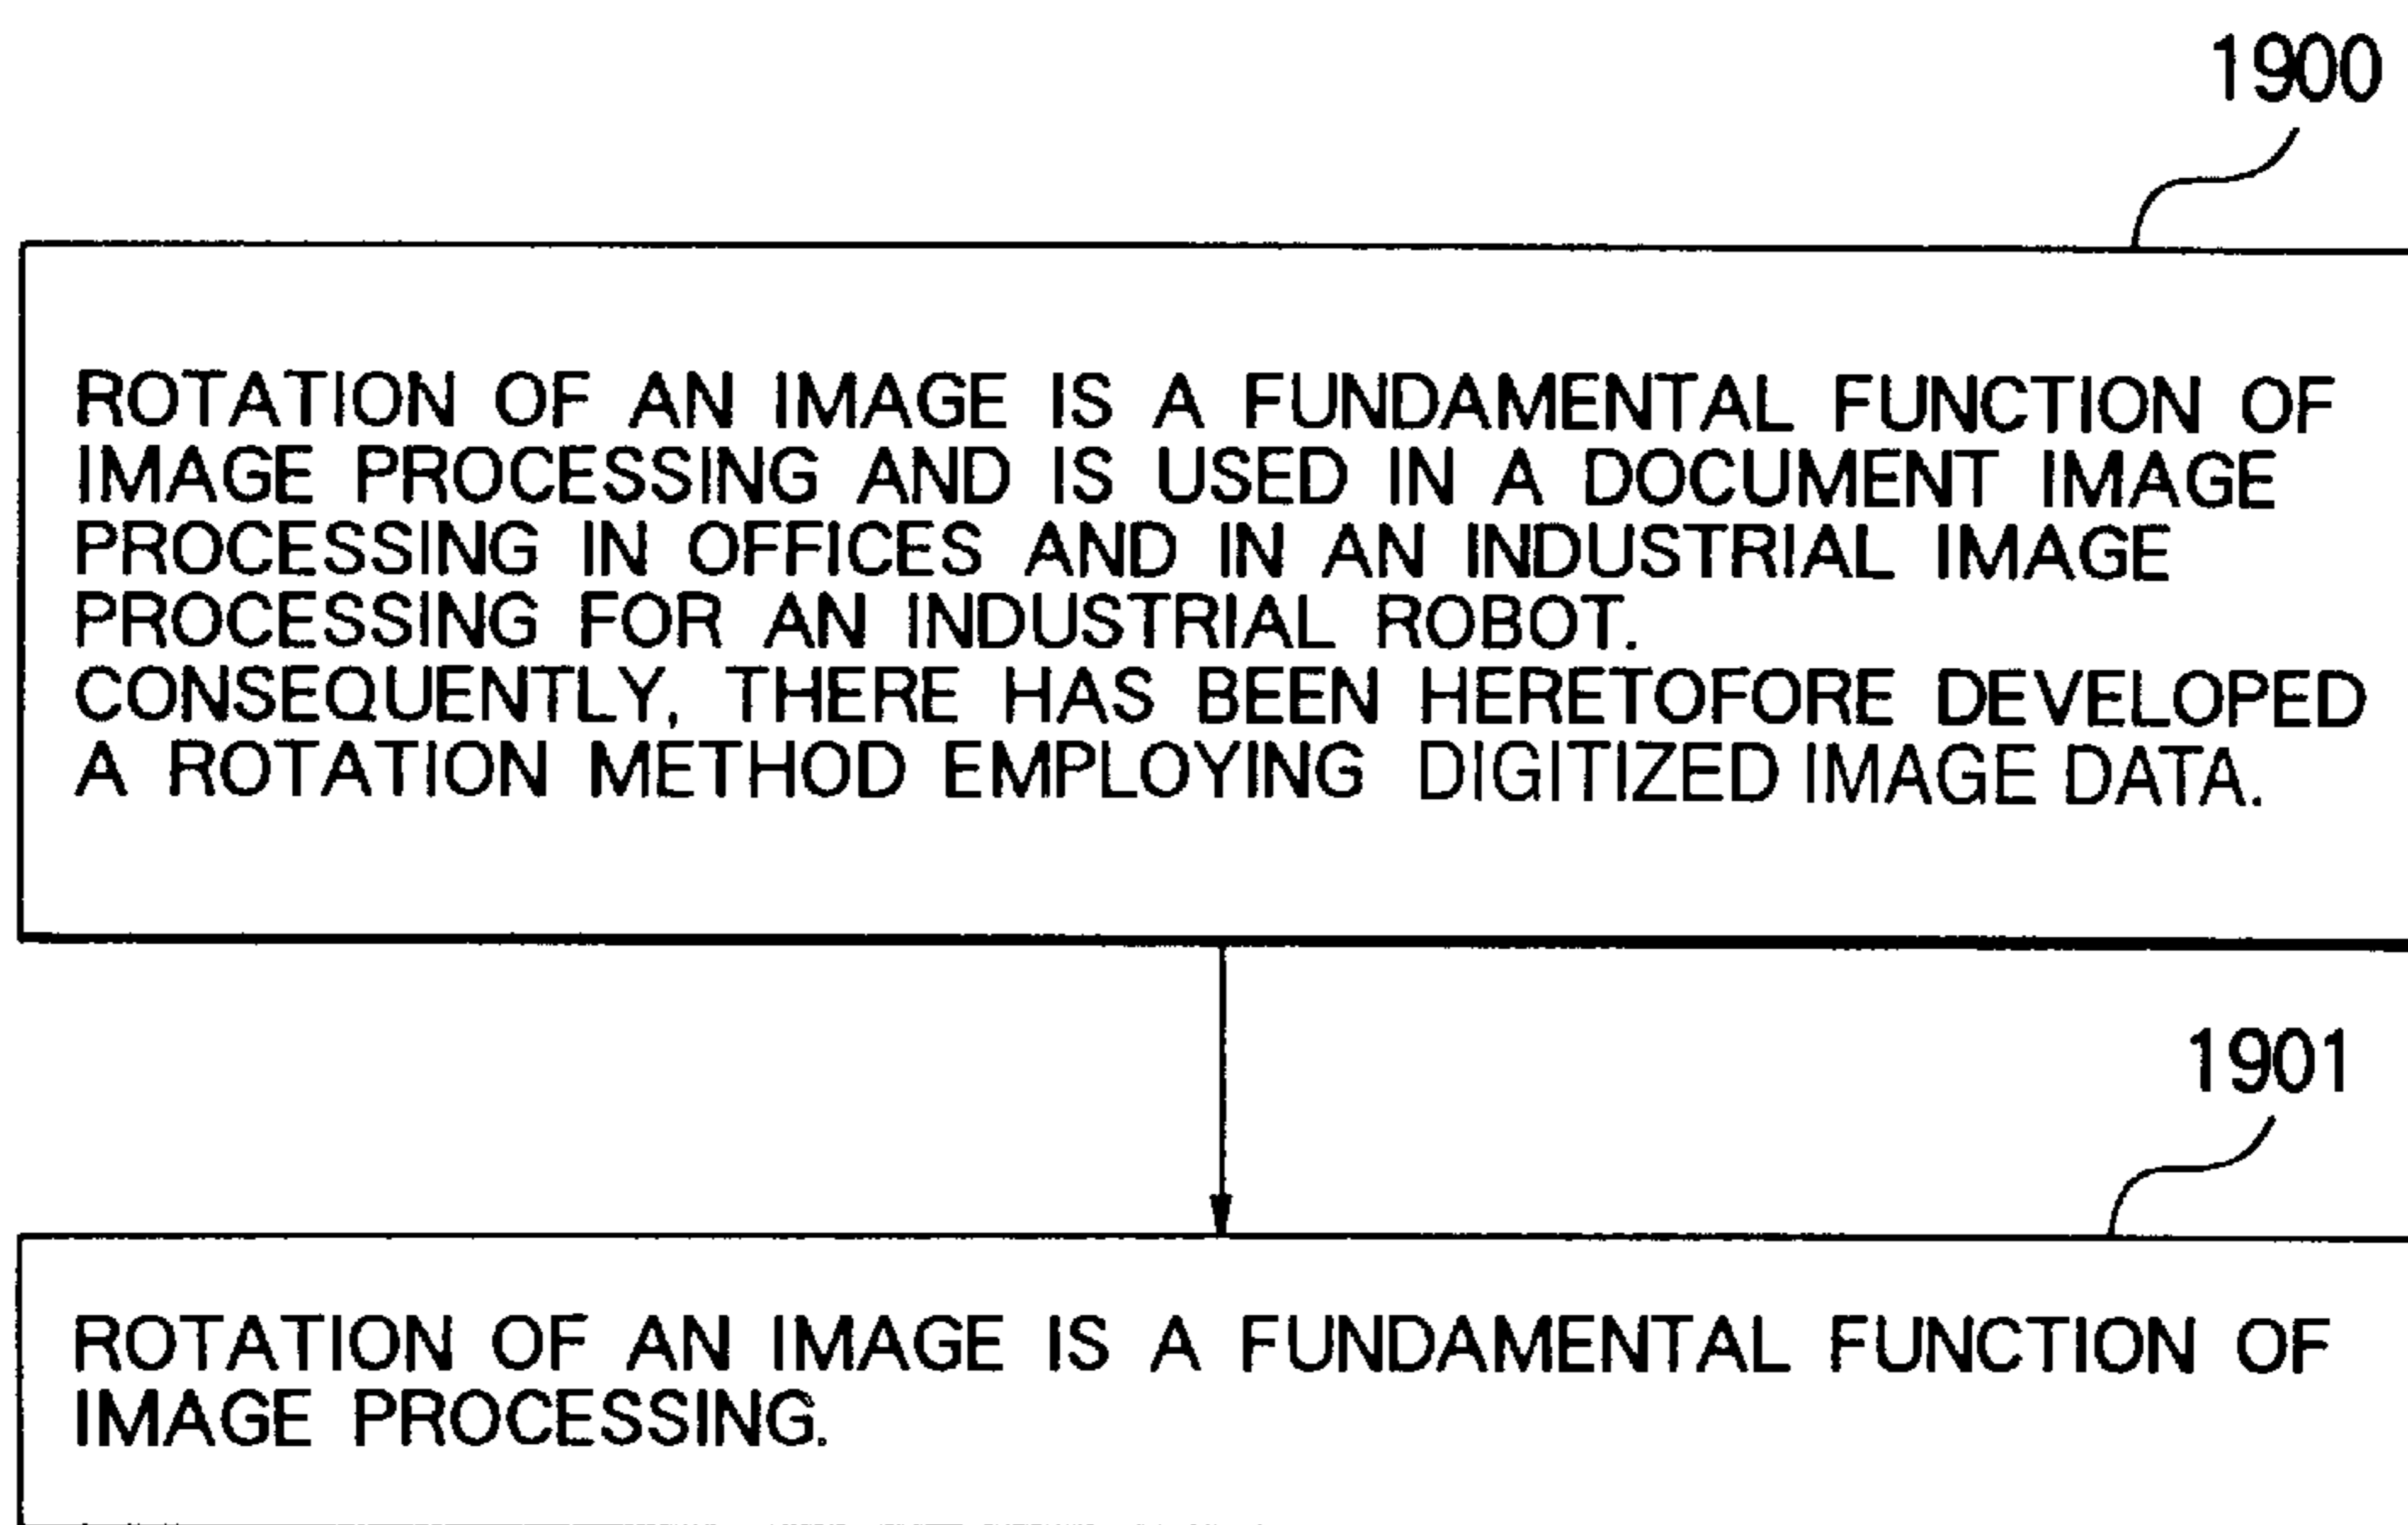 1900
ROTATION OF AN IMAGE IS A FUNDAMENTAL FUNCTION OF
IMAGE PROCESSING AND IS USED IN A DOCUMENT IMAGE
PROCESSING IN OFFICES AND IN AN INDUSTRIAL IMAGE
PROCESSING FOR AN INDUSTRIAL ROBOT.
CONSEQUENTLY, THERE HAS BEEN HERETOFORE DEVELOPED
A ROTATION METHOD EMPLOYING DIGITIZED IMAGE DATA.
1901
ROTATION OF AN IMAGE IS A FUNDAMENTAL FUNCTION OF
IMAGE PROCESSING.